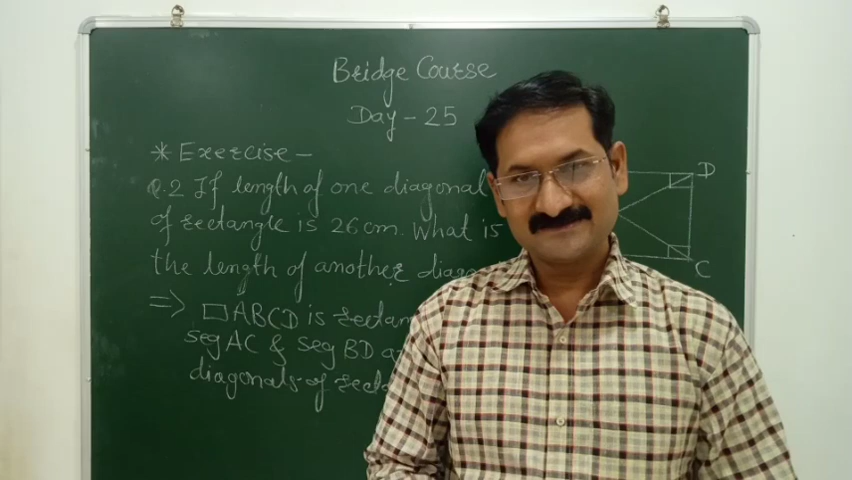 Bridge Course
Day - 25
* Exercise -
Q.2 If length of one diagonal
of rectangle is 26 cm. What is
the length of another
⇒ □ABCD is
seg AC & seg BD
diagonals of
D
C